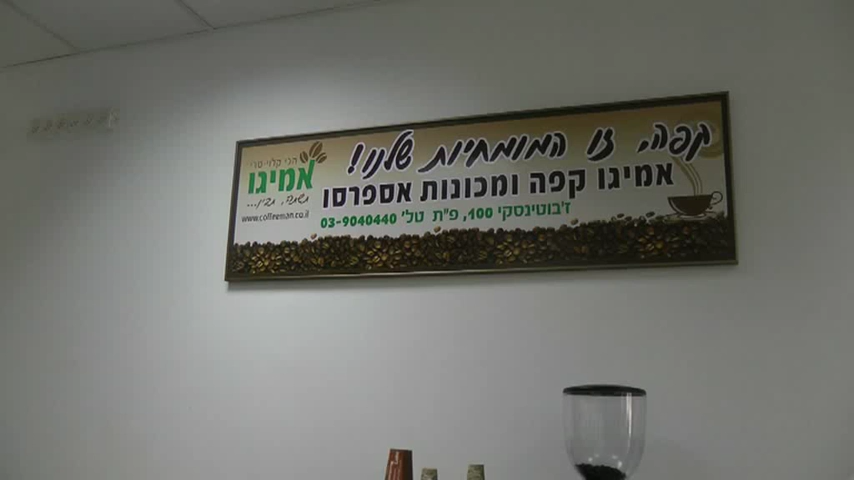 קפה, זו המומחיות שלנו!
אמיגו קפה ומכונות אספרסו
ז'בוטינסקי 100, פ"ת טל' 03-9040440
הכי קלוי-טרי
אמיגו
www.coffeeman.co.il